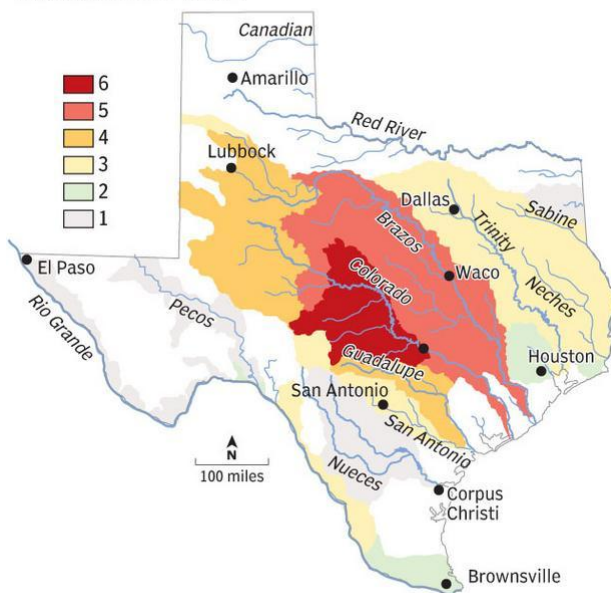 Canadian
Amarillo
6
5
4
3
2
1
Red River
Lubbock
Dallas
Brazos
Trinity
Sabine
El Paso
Colorado
Waco
Neches
Pecos
Rio Grande
Guadalupe
Houston
San Antonio
San Antonio
N
100 miles
Nueces
Corpus
Christi
Brownsville